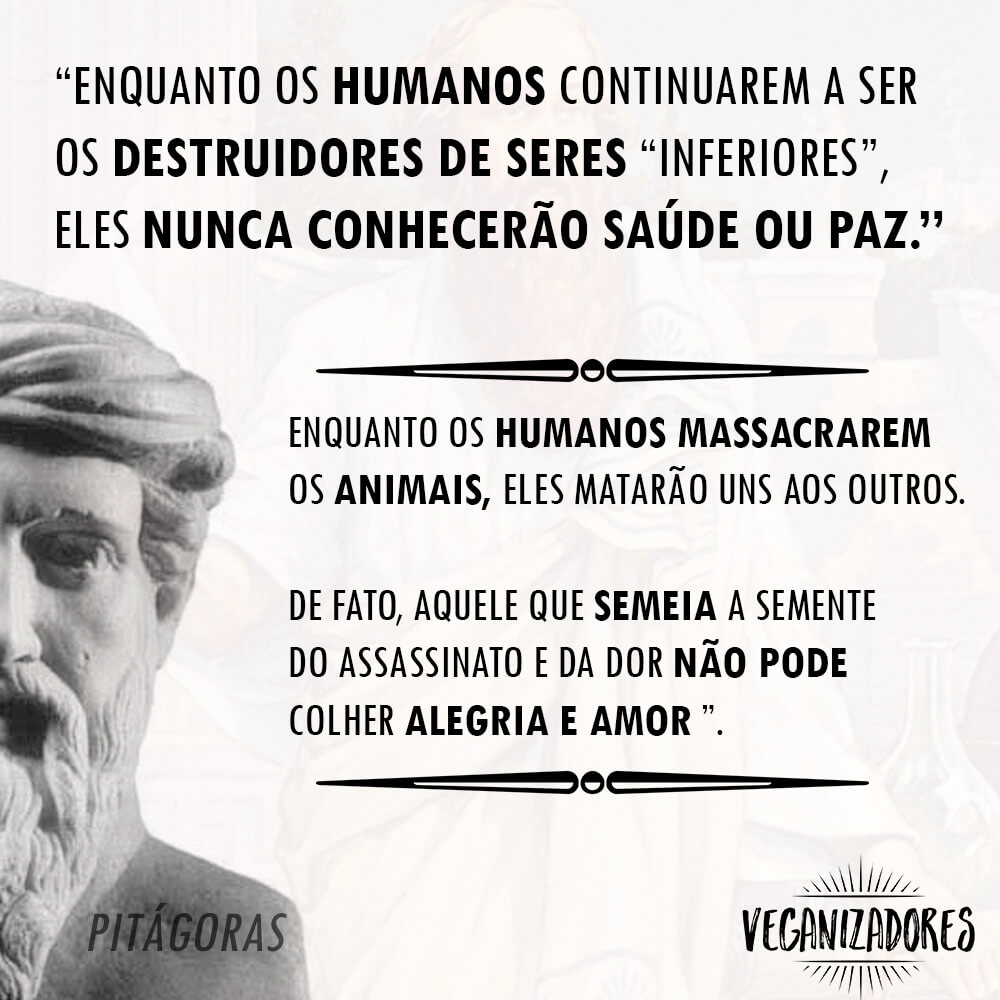 “ENQUANTO OS HUMANOS CONTINUAREM A SER
OS DESTRUIDORES DE SERES “INFERIORES”,
ELES NUNCA CONHECERÃO SAÚDE OU PAZ.”
ENQUANTO OS HUMANOS MASSACRAREM
OS ANIMAIS, ELES MATARÃO UNS AOS OUTROS.
DE FATO, AQUELE QUE SEMEIA A SEMENTE
DO ASSASSINATO E DA DOR NÃO PODE
COLHER ALEGRIA E AMOR ”.
PITÁGORAS
VEGANIZADORES